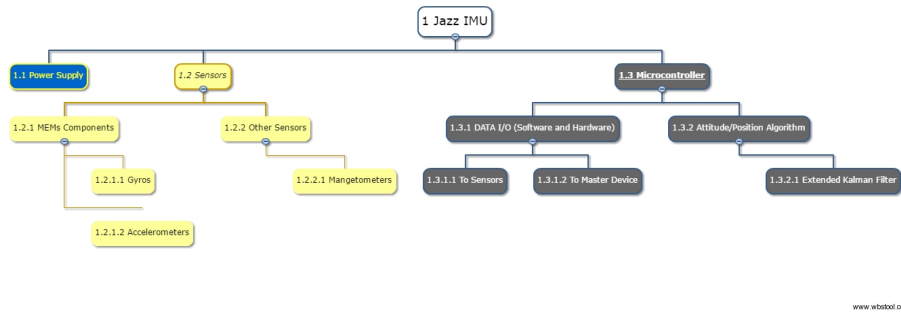 1 Jazz IMU
1.1 Power Supply
1.2 Sensors
1.3 Microcontroller
1.2.1 MEMs Components
1.2.2 Other Sensors
1.3.1 DATA I/O (Software and Hardware)
1.3.2 Attitude/Position Algorithm
1.2.1.1 Gyros
1.2.2.1 Mangetometers
1.3.1.1 To Sensors
1.3.1.2 To Master Device
1.3.2.1 Extended Kalman Filter
1.2.1.2 Accelerometers
www.wbstool.o